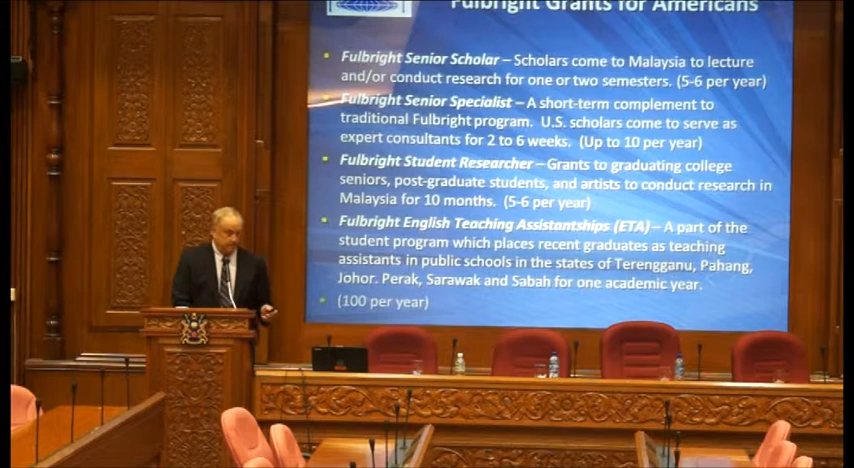 Fulbright Grants for Americans
Fulbright Senior Scholar – Scholars come to Malaysia to lecture
and/or conduct research for one or two semesters. (5-6 per year)
Fulbright Senior Specialist – A short-term complement to
traditional Fulbright program. U.S. scholars come to serve as
expert consultants for 2 to 6 weeks. (Up to 10 per year)
Fulbright Student Researcher – Grants to graduating college
seniors, post-graduate students, and artists to conduct research in
Malaysia for 10 months. (5-6 per year)
Fulbright English Teaching Assistantships (ETA) – A part of the
student program which places recent graduates as teaching
assistants in public schools in the states of Terengganu, Pahang,
Johor. Perak, Sarawak and Sabah for one academic year.
(100 per year)